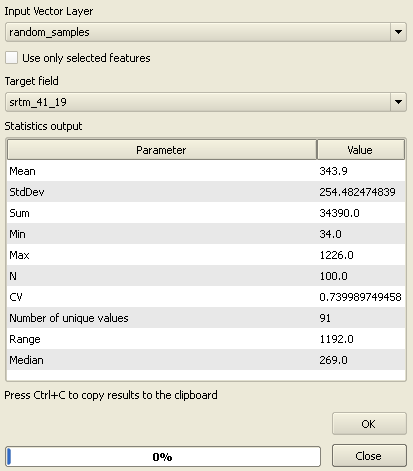 Input Vector Layer
random_samples
Use only selected features
Target field
srtm_41_19
Statistics output
Parameter Value
Mean 343.9
StdDev 254.482474839
Sum 34390.0
Min 34.0
Max 1226.0
N 100.0
CV 0.739989749458
Number of unique values 91
Range 1192.0
Median 269.0
Press Ctrl+C to copy results to the clipboard
OK
0% Close